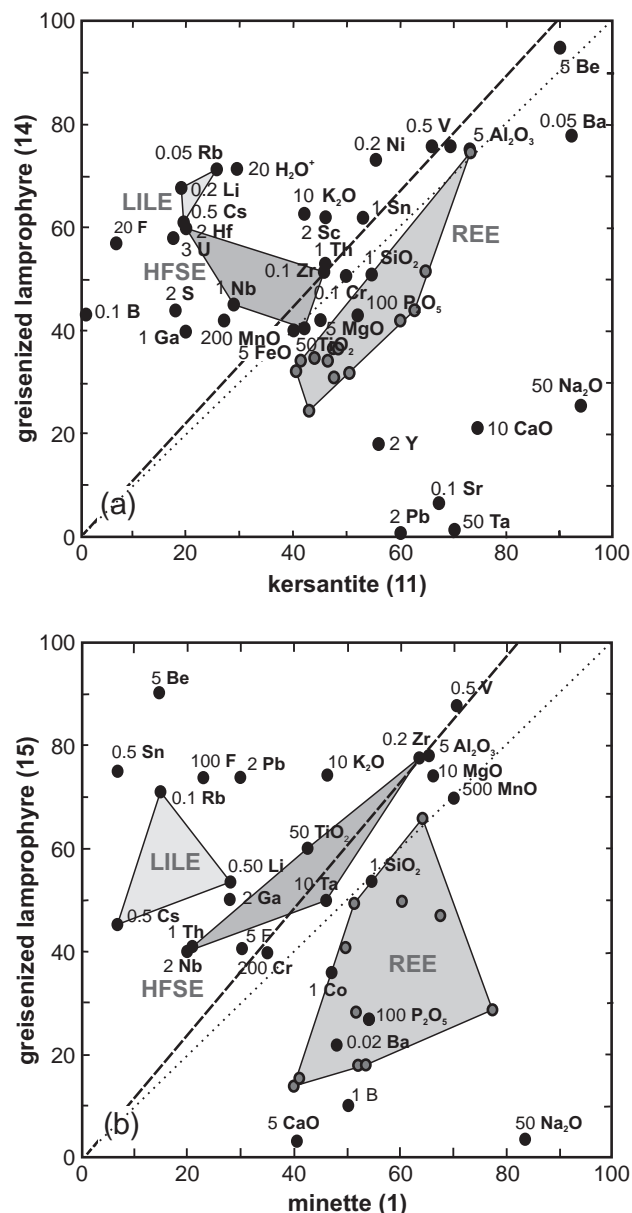 100
80
60
40
20
0
greisenized lamprophyre (14)
5 Be
0.5 V
0.05 Ba
5 Al₂O₃
0.2 Ni
0.05 Rb
20 H₂O⁺
0.2 Li
LILE
10 K₂O
1 Sn
0.5 Cs
2 Hf
2 Sc
REE
20 F
3 U
1 Th
HFSE
0.1 Zr
1 SiO₂
0.1 Cr
1 Nb
100 P₂O₅
2 S
0.1 B
200 MnO
5 MgO
1 Ga
50TiO₂
5 FeO
50 Na₂O
2 Y
10 CaO
0.1 Sr
(a)
2 Pb
50 Ta
0 20 40 60 80 100
kersantite (11)
100
80
60
40
20
0
greisenized lamprophyre (15)
5 Be
0.5 V
0.2 Zr
0.5 Sn
100 F
2 Pb
10 K₂O
5 Al₂O₃
10 MgO
500 MnO
0.1 Rb
50 TiO₂
LILE
0.50 Li
1 SiO₂
10 Ta
2 Ga
0.5 Cs
1 Th
5 F
2 Nb
200 Cr
REE
HFSE
1 Co
100 P₂O₅
0.02 Ba
1 B
(b)
5 CaO
50 Na₂O
0 20 40 60 80 100
minette (1)